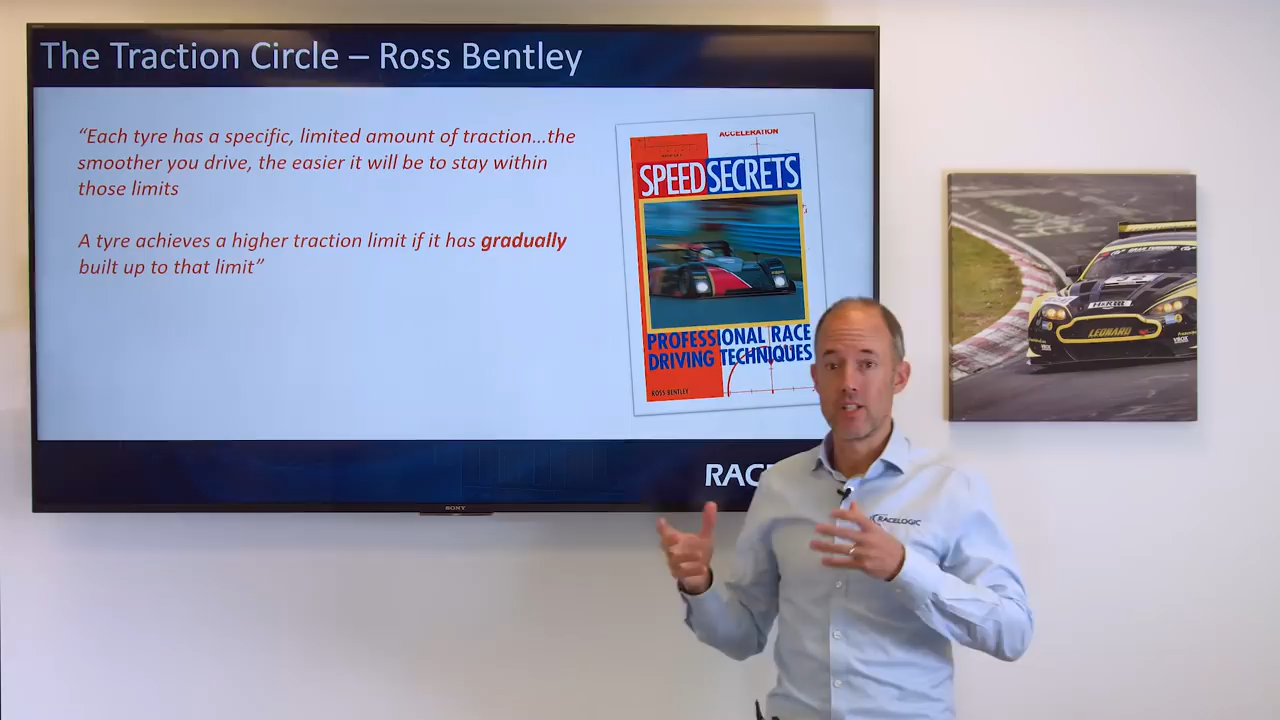 The Traction Circle – Ross Bentley
“Each tyre has a specific, limited amount of traction...the
smoother you drive, the easier it will be to stay within
those limits
A tyre achieves a higher traction limit if it has gradually
built up to that limit”
ACCELERATION
SPEED SECRETS
PROFESSIONAL RACE
DRIVING TECHNIQUES
ROSS BENTLEY
RAC
SONY
RACELOGIC
H&R
LEONARD
VBOX